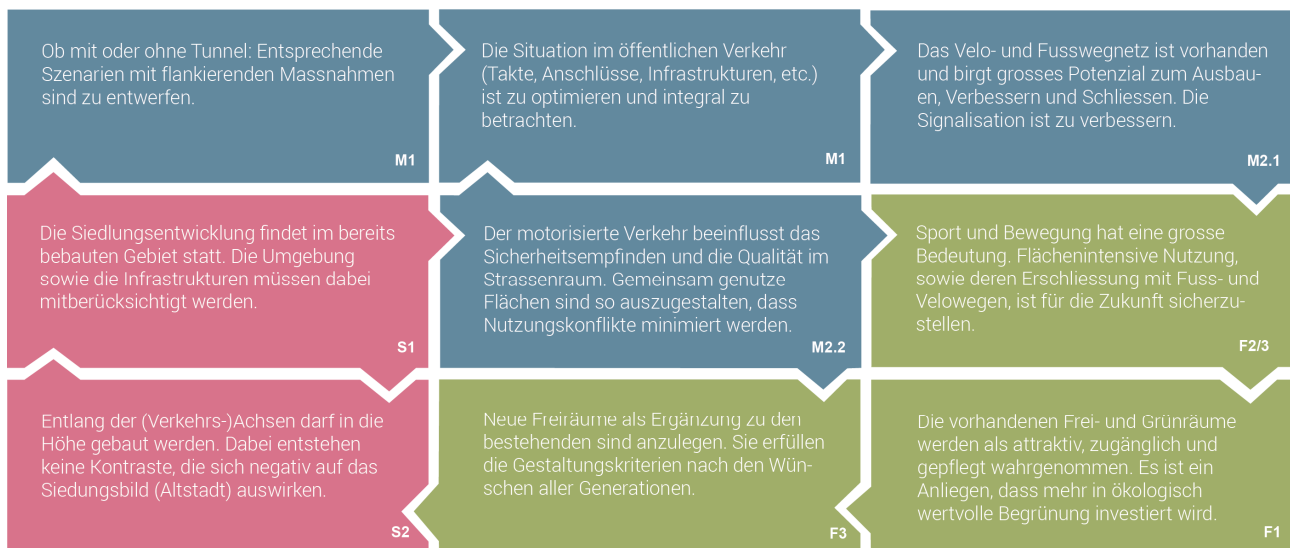 Ob mit oder ohne Tunnel: Entsprechende
Szenarien mit flankierenden Massnahmen
sind zu entwerfen.
M1
Die Situation im öffentlichen Verkehr
(Takte, Anschlüsse, Infrastrukturen, etc.)
ist zu optimieren und integral zu
betrachten.
M1
Das Velo- und Fusswegnetz ist vorhanden
und birgt grosses Potenzial zum Ausbau-
en, Verbessern und Schliessen. Die
Signalisation ist zu verbessern.
M2.1
Die Siedlungsentwicklung findet im bereits
bebauten Gebiet statt. Die Umgebung
sowie die Infrastrukturen müssen dabei
mitberücksichtigt werden.
S1
Der motorisierte Verkehr beeinflusst das
Sicherheitsempfinden und die Qualität im
Strassenraum. Gemeinsam genutze
Flächen sind so auszugestalten, dass
Nutzungskonflikte minimiert werden.
M2.2
Sport und Bewegung hat eine grosse
Bedeutung. Flächenintensive Nutzung,
sowie deren Erschliessung mit Fuss- und
Velowegen, ist für die Zukunft sicherzu-
stellen.
F2/3
Entlang der (Verkehrs-)Achsen darf in die
Höhe gebaut werden. Dabei entstehen
keine Kontraste, die sich negativ auf das
Siedungsbild (Altstadt) auswirken.
S2
Neue Freiräume als Ergänzung zu den
bestehenden sind anzulegen. Sie erfüllen
die Gestaltungskriterien nach den Wün-
schen aller Generationen.
F3
Die vorhandenen Frei- und Grünräume
werden als attraktiv, zugänglich und
gepflegt wahrgenommen. Es ist ein
Anliegen, dass mehr in ökologisch
wertvolle Begrünung investiert wird.
F1